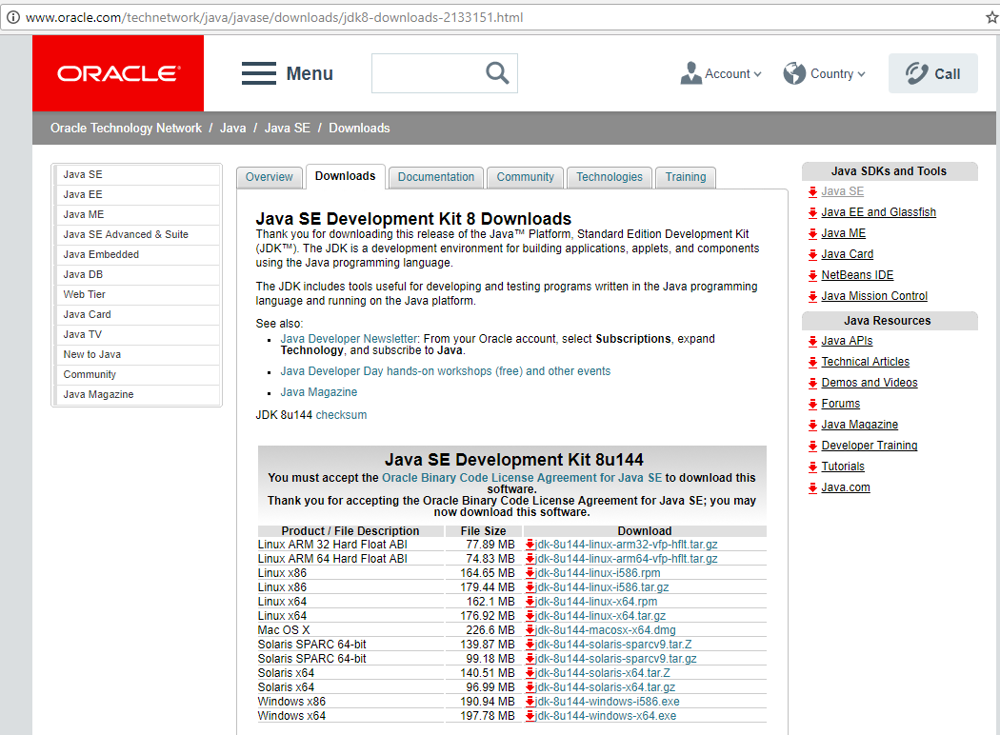 www.oracle.com/technetwork/java/javase/downloads/jdk8-downloads-2133151.html
ORACLE®
Menu
Account
Country
Call
Oracle Technology Network / Java / Java SE / Downloads
Java SE
Java EE
Java ME
Java SE Advanced & Suite
Java Embedded
Java DB
Web Tier
Java Card
Java TV
New to Java
Community
Java Magazine
Overview
Downloads
Documentation
Community
Technologies
Training
Java SE Development Kit 8 Downloads
Thank you for downloading this release of the Java™ Platform, Standard Edition Development Kit
(JDK™). The JDK is a development environment for building applications, applets, and components
using the Java programming language.
The JDK includes tools useful for developing and testing programs written in the Java programming
language and running on the Java platform.
See also:
Java Developer Newsletter: From your Oracle account, select Subscriptions, expand
Technology, and subscribe to Java.
Java Developer Day hands-on workshops (free) and other events
Java Magazine
JDK 8u144 checksum
Java SE Development Kit 8u144
You must accept the Oracle Binary Code License Agreement for Java SE to download this
software.
Thank you for accepting the Oracle Binary Code License Agreement for Java SE; you may
now download this software.
Product / File Description File Size Download
Linux ARM 32 Hard Float ABI 77.89 MB jdk-8u144-linux-arm32-vfp-hflt.tar.gz
Linux ARM 64 Hard Float ABI 74.83 MB jdk-8u144-linux-arm64-vfp-hflt.tar.gz
Linux x86 164.65 MB jdk-8u144-linux-i586.rpm
Linux x86 179.44 MB jdk-8u144-linux-i586.tar.gz
Linux x64 162.1 MB jdk-8u144-linux-x64.rpm
Linux x64 176.92 MB jdk-8u144-linux-x64.tar.gz
Mac OS X 226.6 MB jdk-8u144-macosx-x64.dmg
Solaris SPARC 64-bit 139.87 MB jdk-8u144-solaris-sparcv9.tar.Z
Solaris SPARC 64-bit 99.18 MB jdk-8u144-solaris-sparcv9.tar.gz
Solaris x64 140.51 MB jdk-8u144-solaris-x64.tar.Z
Solaris x64 96.99 MB jdk-8u144-solaris-x64.tar.gz
Windows x86 190.94 MB jdk-8u144-windows-i586.exe
Windows x64 197.78 MB jdk-8u144-windows-x64.exe
Java SDKs and Tools
Java SE
Java EE and Glassfish
Java ME
Java Card
NetBeans IDE
Java Mission Control
Java Resources
Java APIs
Technical Articles
Demos and Videos
Forums
Java Magazine
Developer Training
Tutorials
Java.com